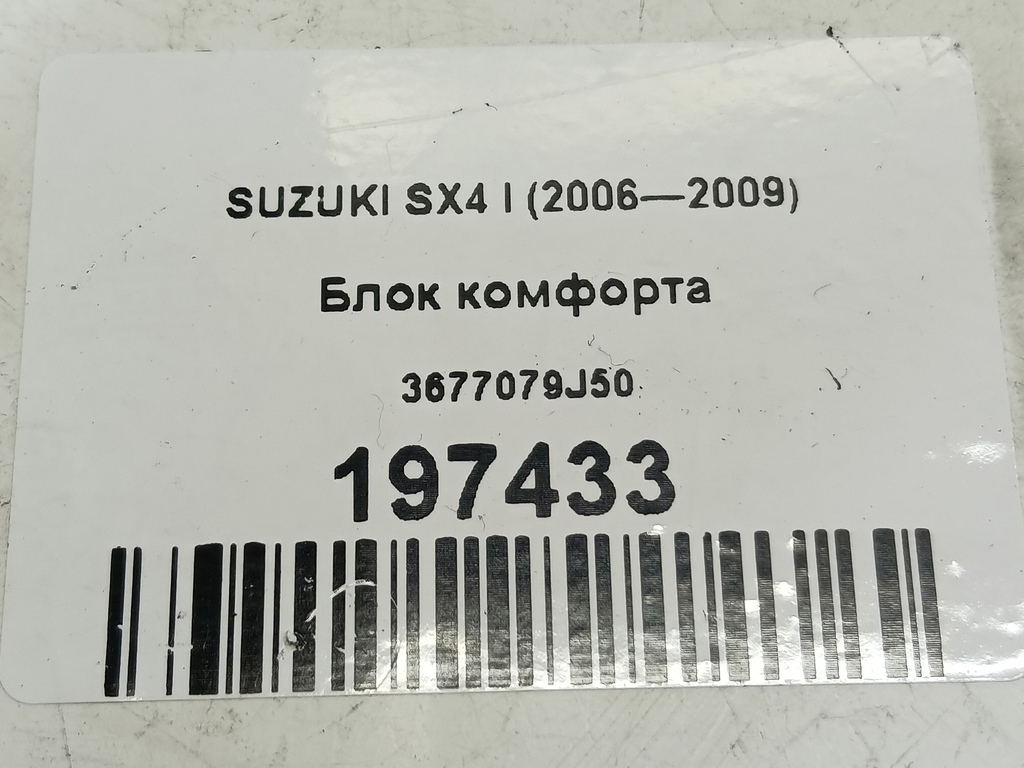 SUZUKI SX4 I (2006—2009)
Блок комфорта
3677079J50
197433